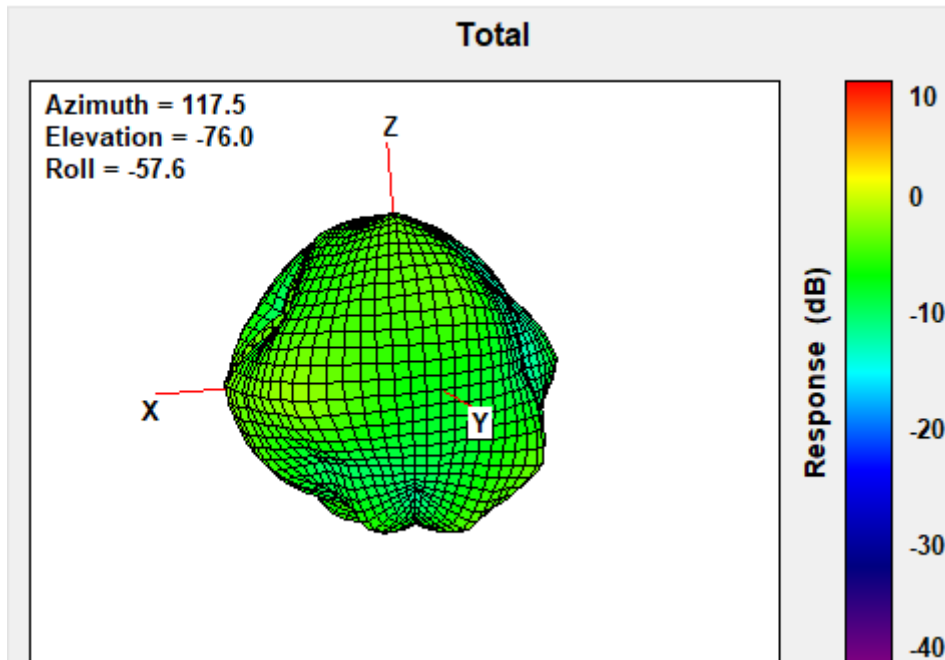 Total
Azimuth = 117.5
Elevation = -76.0
Roll = -57.6
Z
X
Y
10
0
-10
-20
-30
-40
Response (dB)